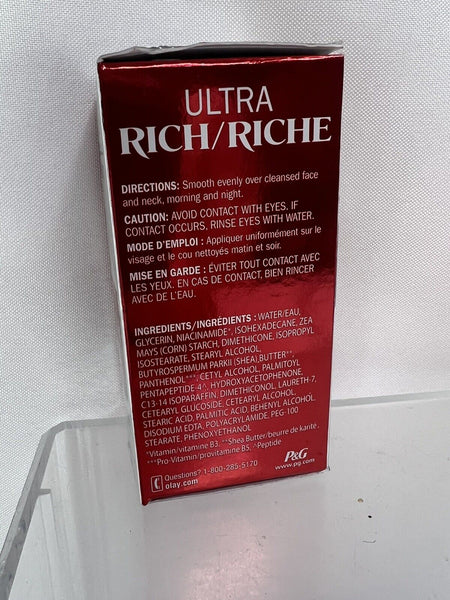 ULTRA
RICH/RICHE
DIRECTIONS: Smooth evenly over cleansed face
and neck, morning and night.
CAUTION: AVOID CONTACT WITH EYES. IF
CONTACT OCCURS, RINSE EYES WITH WATER.
MODE D'EMPLOI : Appliquer uniformément sur le
visage et le cou nettoyés matin et soir.
MISE EN GARDE : ÉVITER TOUT CONTACT AVEC
LES YEUX. EN CAS DE CONTACT, BIEN RINCER
AVEC DE L'EAU.
INGREDIENTS/INGRÉDIENTS : WATER/EAU,
GLYCERIN, NIACINAMIDE*, ISOHEXADECANE, ZEA
MAYS (CORN) STARCH, DIMETHICONE, ISOPROPYL
ISOSTEARATE, STEARYL ALCOHOL,
BUTYROSPERMUM PARKII (SHEA) BUTTER**,
PANTHENOL***, CETYL ALCOHOL, PALMITOYL
PENTAPEPTIDE-4^, HYDROXYACETOPHENONE,
C13-14 ISOPARAFFIN, DIMETHICONOL, LAURETH-7,
CETEARYL GLUCOSIDE, CETEARYL ALCOHOL,
STEARIC ACID, PALMITIC ACID, BEHENYL ALCOHOL,
DISODIUM EDTA, POLYACRYLAMIDE, PEG-100
STEARATE, PHENOXYETHANOL
*Vitamin/vitamine B3. **Shea Butter/beurre de karité.
***Pro-Vitamin/provitamine B5. ^Peptide
Questions? 1-800-285-5170
olay.com
P&G
www.pg.com